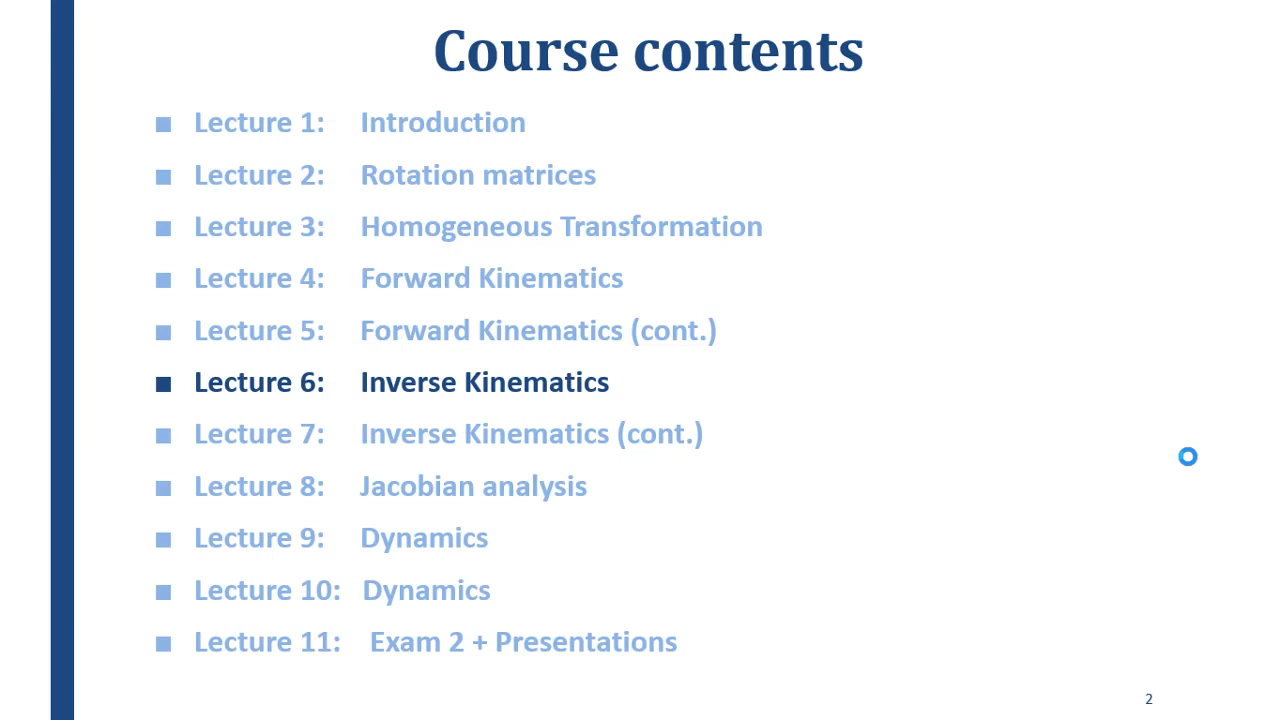 Course contents
Lecture 1: Introduction
Lecture 2: Rotation matrices
Lecture 3: Homogeneous Transformation
Lecture 4: Forward Kinematics
Lecture 5: Forward Kinematics (cont.)
Lecture 6: Inverse Kinematics
Lecture 7: Inverse Kinematics (cont.)
Lecture 8: Jacobian analysis
Lecture 9: Dynamics
Lecture 10: Dynamics
Lecture 11: Exam 2 + Presentations
2